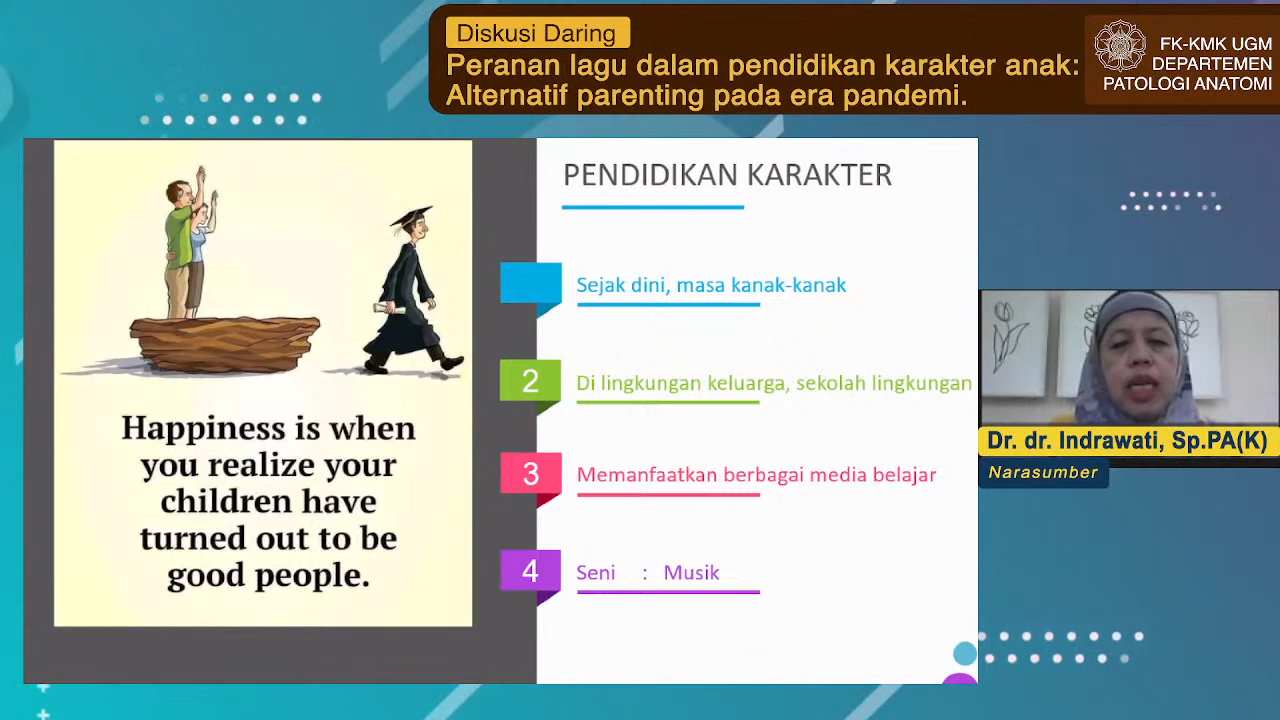 Diskusi Daring
Peranan lagu dalam pendidikan karakter anak:
Alternatif parenting pada era pandemi.
FK-KMK UGM
DEPARTEMEN
PATOLOGI ANATOMI
PENDIDIKAN KARAKTER
Sejak dini, masa kanak-kanak
2
Di lingkungan keluarga, sekolah lingkungan
3
Memanfaatkan berbagai media belajar
4
Seni : Musik
Happiness is when
you realize your
children have
turned out to be
good people.
Dr. dr. Indrawati, Sp.PA(K)
Narasumber